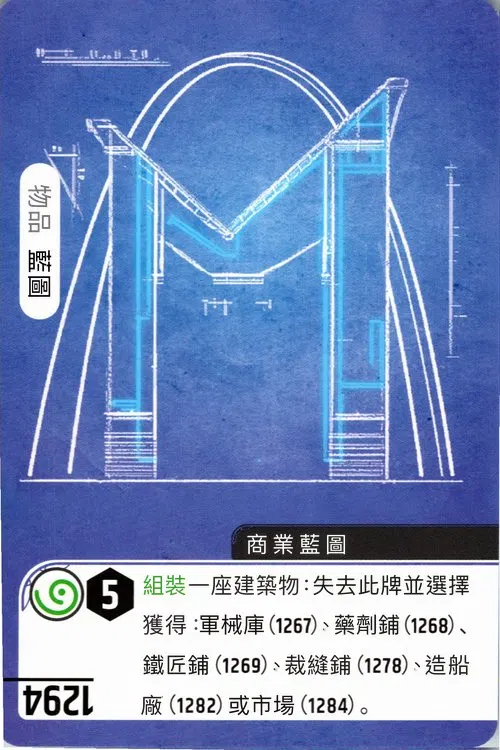 物品 藍圖
商業藍圖
5
組裝一座建築物：失去此牌並選擇
獲得：軍械庫（1267）、藥劑鋪（1268）、
鐵匠鋪（1269）、裁縫鋪（1278）、造船
廠（1282）或市場（1284）。
1294